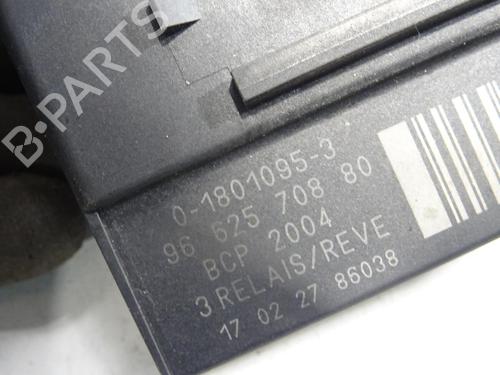 B-PARTS
0-1801095-3
96 625 708 80
BCP 2004
3 RELAIS/REVE
17 02 27 86038